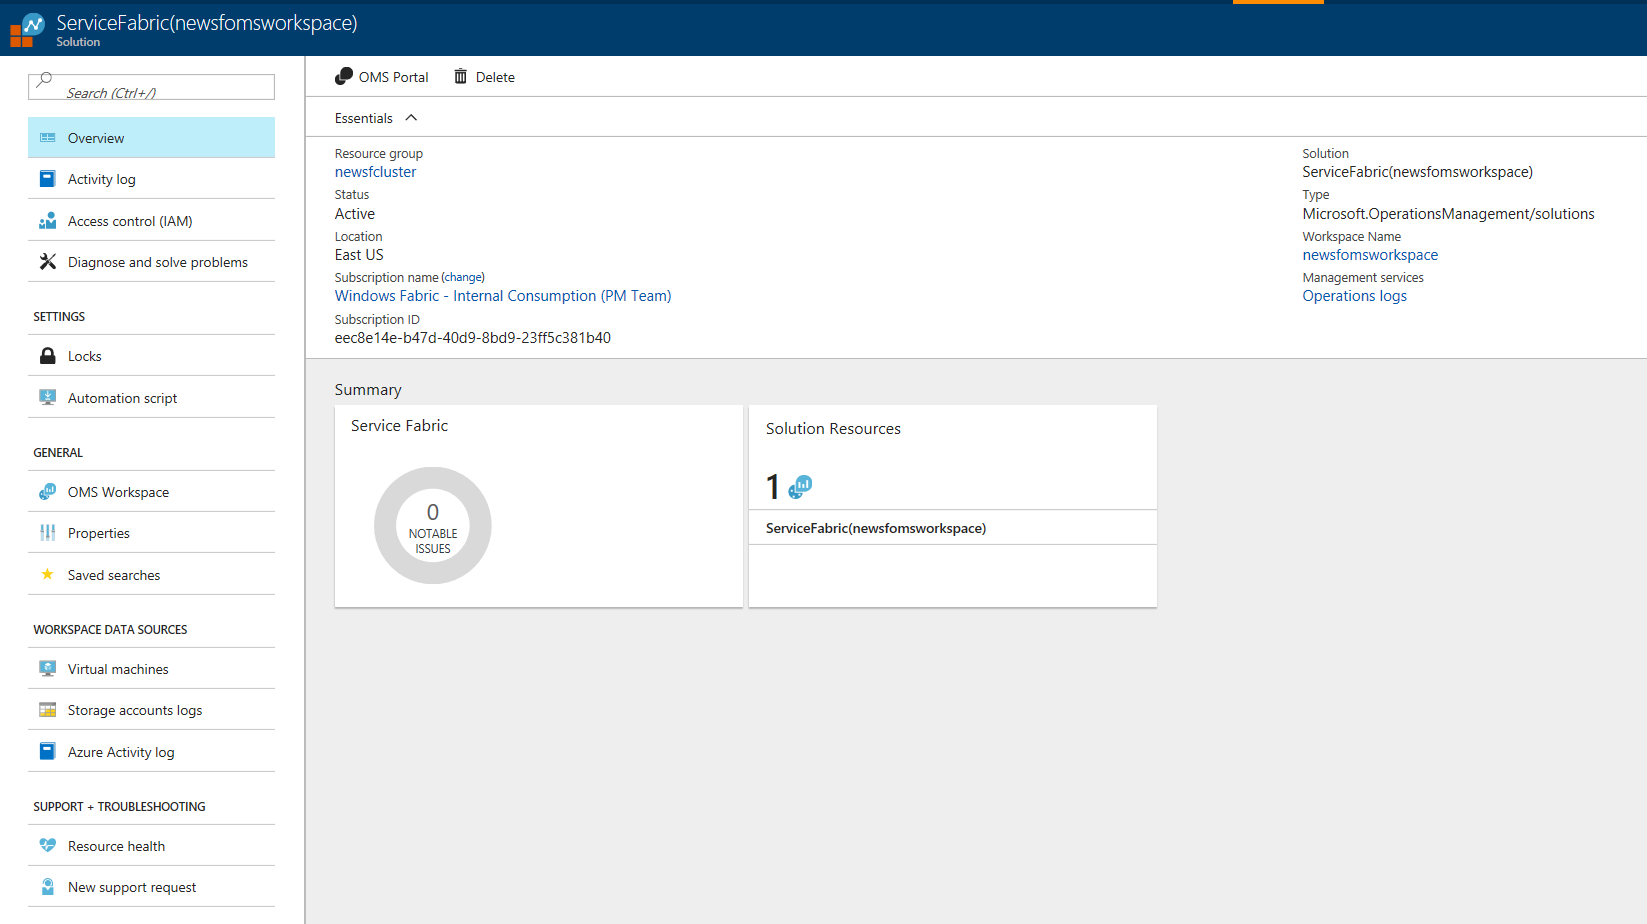 ServiceFabric(newsfomsworkspace)
Solution
Search (Ctrl+/)
Overview
Activity log
Access control (IAM)
Diagnose and solve problems
SETTINGS
Locks
Automation script
GENERAL
OMS Workspace
Properties
Saved searches
WORKSPACE DATA SOURCES
Virtual machines
Storage accounts logs
Azure Activity log
SUPPORT + TROUBLESHOOTING
Resource health
New support request
OMS Portal
Delete
Essentials
Resource group
newsfcluster
Status
Active
Location
East US
Subscription name (change)
Windows Fabric - Internal Consumption (PM Team)
Subscription ID
eec8e14e-b47d-40d9-8bd9-23ff5c381b40
Solution
ServiceFabric(newsfomsworkspace)
Type
Microsoft.OperationsManagement/solutions
Workspace Name
newsfomsworkspace
Management services
Operations logs
Summary
Service Fabric
0
NOTABLE
ISSUES
Solution Resources
1
ServiceFabric(newsfomsworkspace)